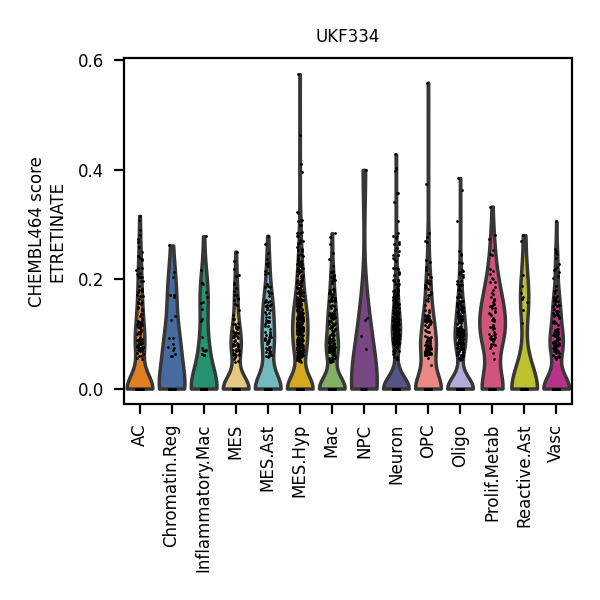 UKF334
CHEMBL464 score
ETRETINATE
0.6
0.4
0.2
0.0
AC
Chromatin.Reg
Inflammatory.Mac
MES
MES.Ast
MES.Hyp
Mac
NPC
Neuron
OPC
Oligo
Prolif.Metab
Reactive.Ast
Vasc